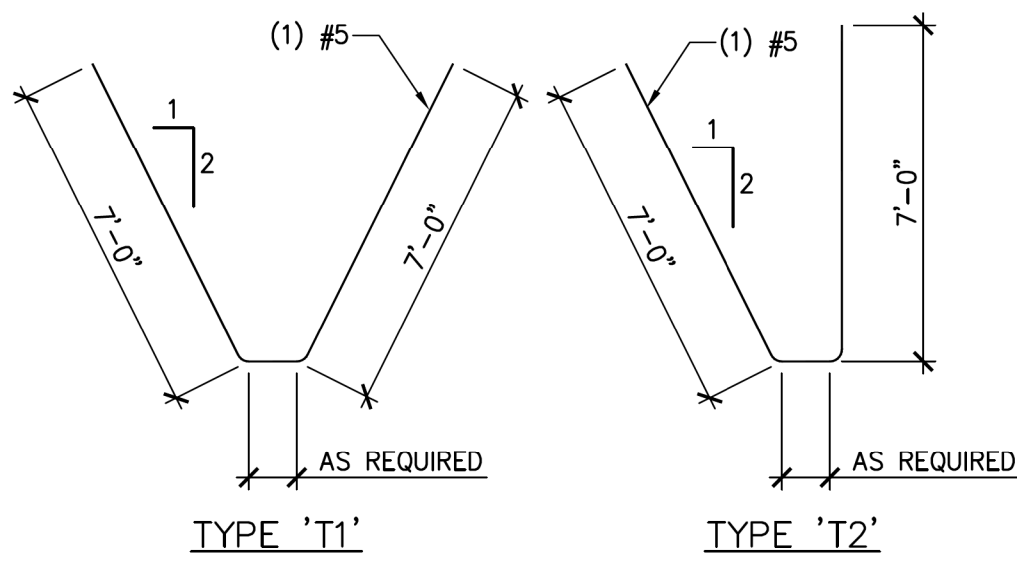 (1) #5
(1) #5
1
2
1
2
7'-0"
7'-0"
7'-0"
7'-0"
AS REQUIRED
AS REQUIRED
TYPE 'T1'
TYPE 'T2'